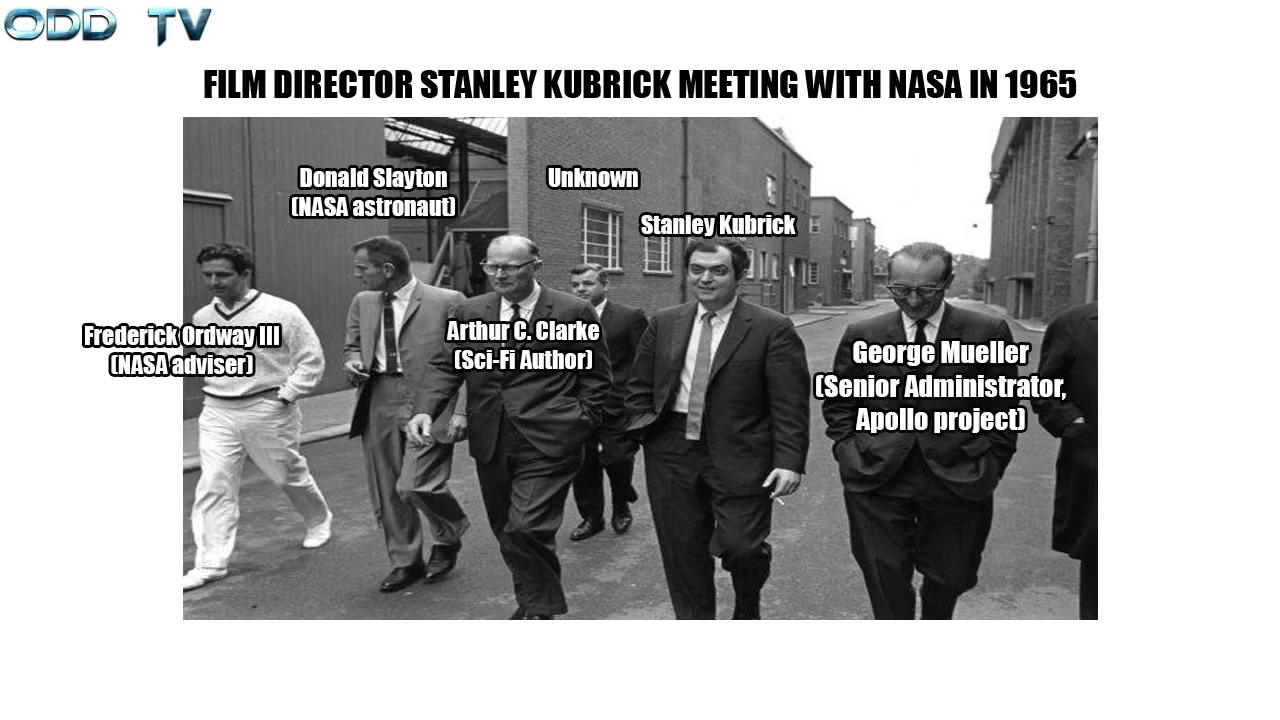 ODD TV
FILM DIRECTOR STANLEY KUBRICK MEETING WITH NASA IN 1965
Donald Slayton
(NASA astronaut)
Unknown
Stanley Kubrick
Frederick Ordway III
(NASA adviser)
Arthur C. Clarke
(Sci-Fi Author)
George Mueller
(Senior Administrator,
Apollo project)